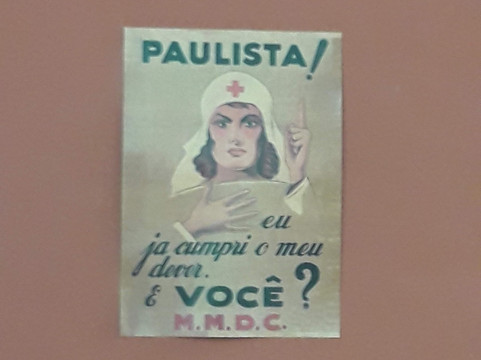 PAULISTA!
eu
ja cumpri o meu
dever.
E VOCÊ?
M.M.D.C.